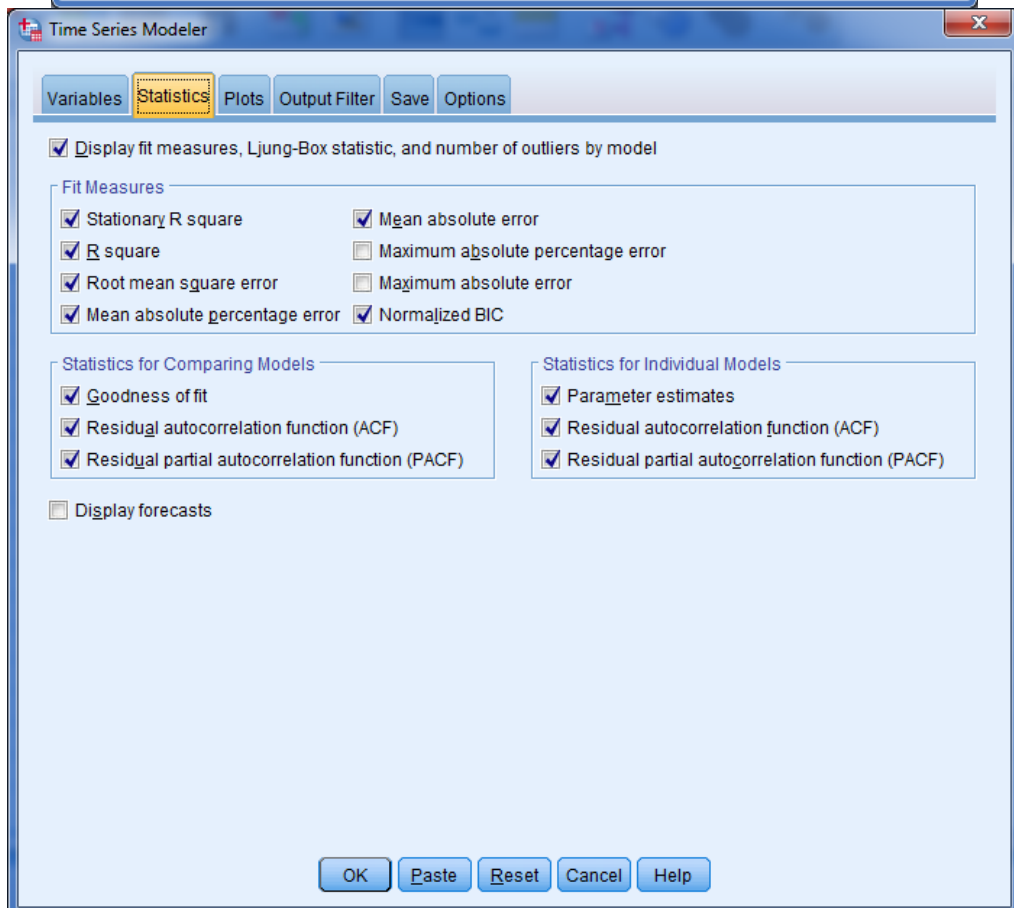 Time Series Modeler
Variables Statistics Plots Output Filter Save Options
Display fit measures, Ljung-Box statistic, and number of outliers by model
Fit Measures
Stationary R square
Mean absolute error
R square
Maximum absolute percentage error
Root mean square error
Maximum absolute error
Mean absolute percentage error
Normalized BIC
Statistics for Comparing Models
Goodness of fit
Residual autocorrelation function (ACF)
Residual partial autocorrelation function (PACF)
Statistics for Individual Models
Parameter estimates
Residual autocorrelation function (ACF)
Residual partial autocorrelation function (PACF)
Display forecasts
OK Paste Reset Cancel Help